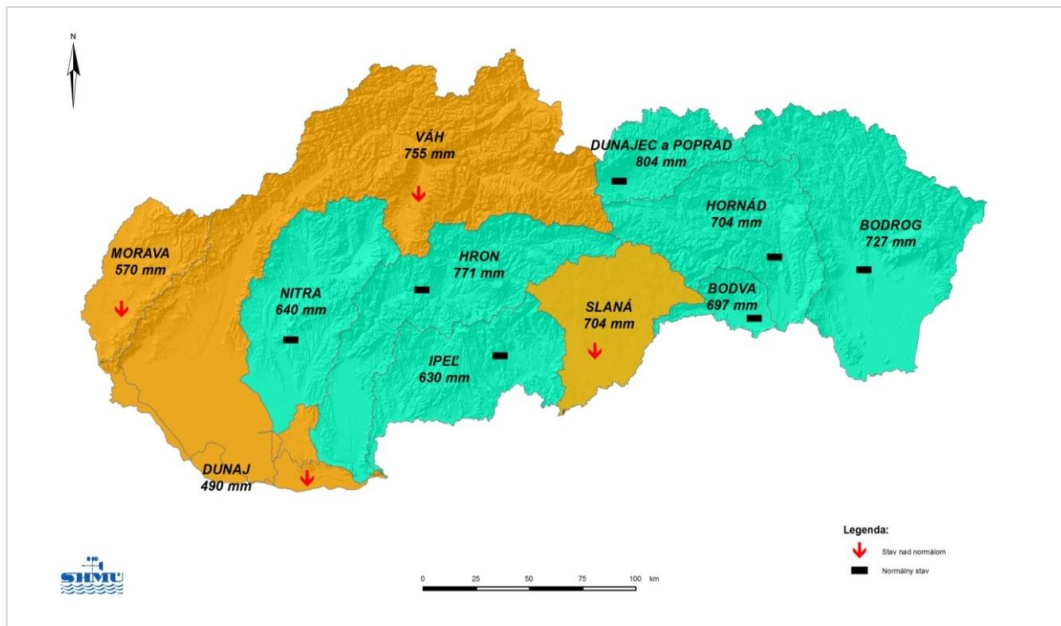 N
VÁH
755 mm
DUNAJEC a POPRAD
804 mm
HORNÁD
704 mm
BODROG
727 mm
MORAVA
570 mm
HRON
771 mm
NITRA
640 mm
SLANÁ
704 mm
BODVA
697 mm
IPEĽ
630 mm
DUNAJ
490 mm
Legenda:
Stav nad normálom
Normálny stav
SHMÚ
0 25 50 75 100 km